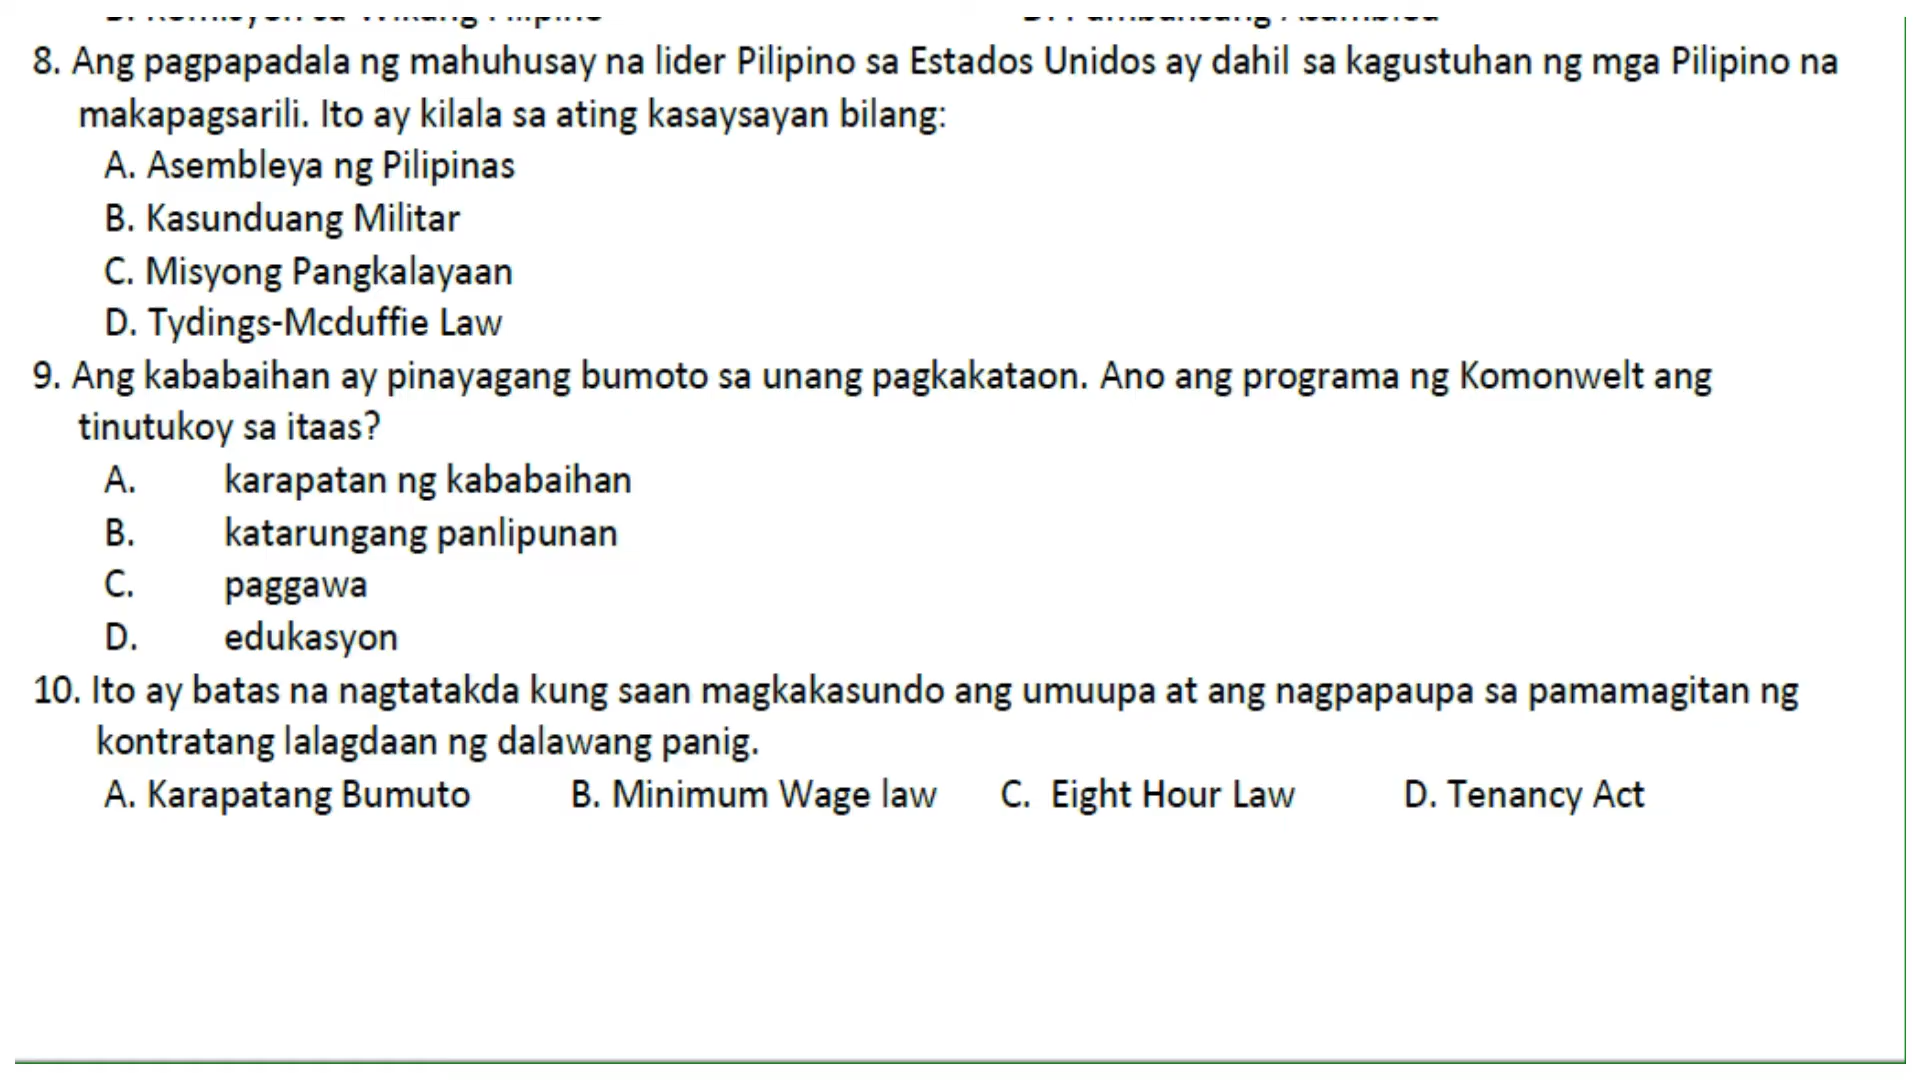 8. Ang pagpapadala ng mahuhusay na lider Pilipino sa Estados Unidos ay dahil sa kagustuhan ng mga Pilipino na
makapagsarili. Ito ay kilala sa ating kasaysayan bilang:
A. Asembleya ng Pilipinas
B. Kasunduang Militar
C. Misyong Pangkalayaan
D. Tydings-Mcduffie Law
9. Ang kababaihan ay pinayagang bumoto sa unang pagkakataon. Ano ang programa ng Komonwelt ang
tinutukoy sa itaas?
A. karapatan ng kababaihan
B. katarungang panlipunan
C. paggawa
D. edukasyon
10. Ito ay batas na nagtatakda kung saan magkakasundo ang umuupa at ang nagpapaupa sa pamamagitan ng
kontratang lalagdaan ng dalawang panig.
A. Karapatang Bumuto B. Minimum Wage law C. Eight Hour Law D. Tenancy Act